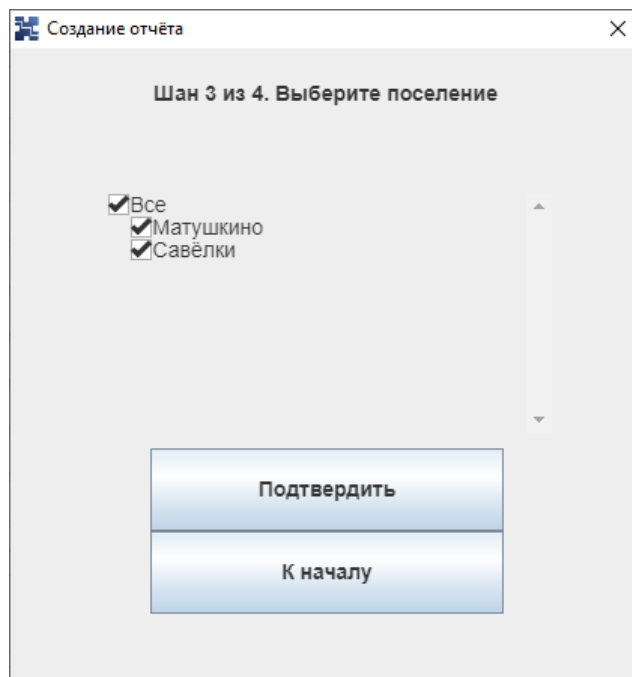 Создание отчёта
Шан 3 из 4. Выберите поселение
Все
Матушкино
Савёлки
Подтвердить
К началу